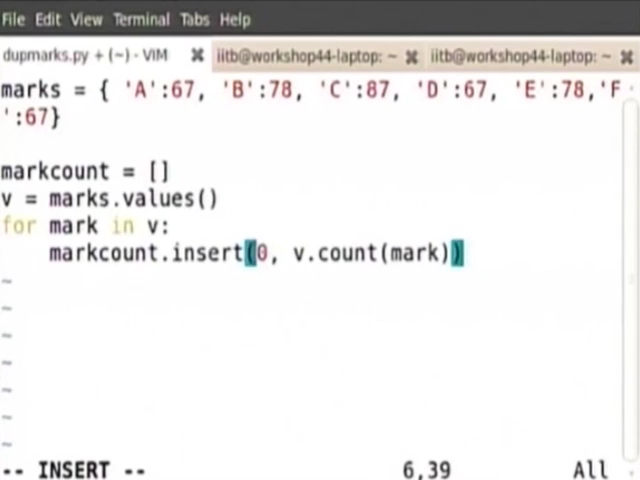 File Edit View Terminal Tabs Help
dupmarks.py + (~) - VIM ✖ iitb@workshop44-laptop: ~ ✖ iitb@workshop44-laptop: ~ ✖
marks = { 'A':67, 'B':78, 'C':87, 'D':67, 'E':78,'F
':67}
markcount = []
v = marks.values()
for mark in v:
    markcount.insert(0, v.count(mark))
~
~
~
~
~
~
~
-- INSERT -- 6,39 All